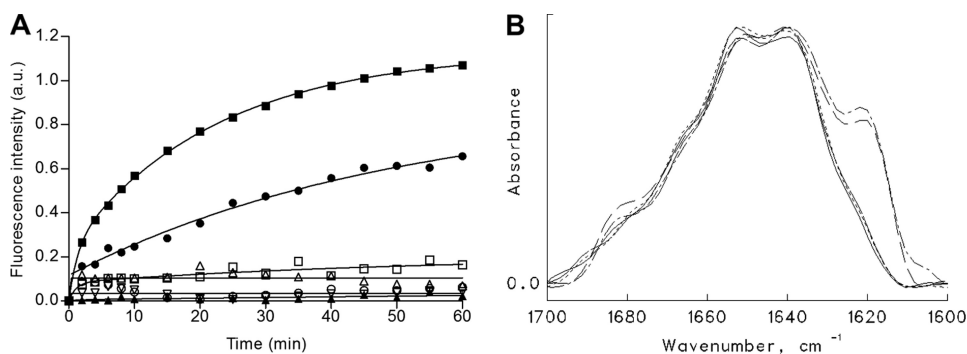 A
Fluorescence intensity (a.u.)
1.2
1.0
0.8
0.6
0.4
0.2
0.0
0 10 20 30 40 50 60
Time (min)
B
Absorbance
0.0
1700 1680 1660 1640 1620 1600
Wavenumber, cm -1